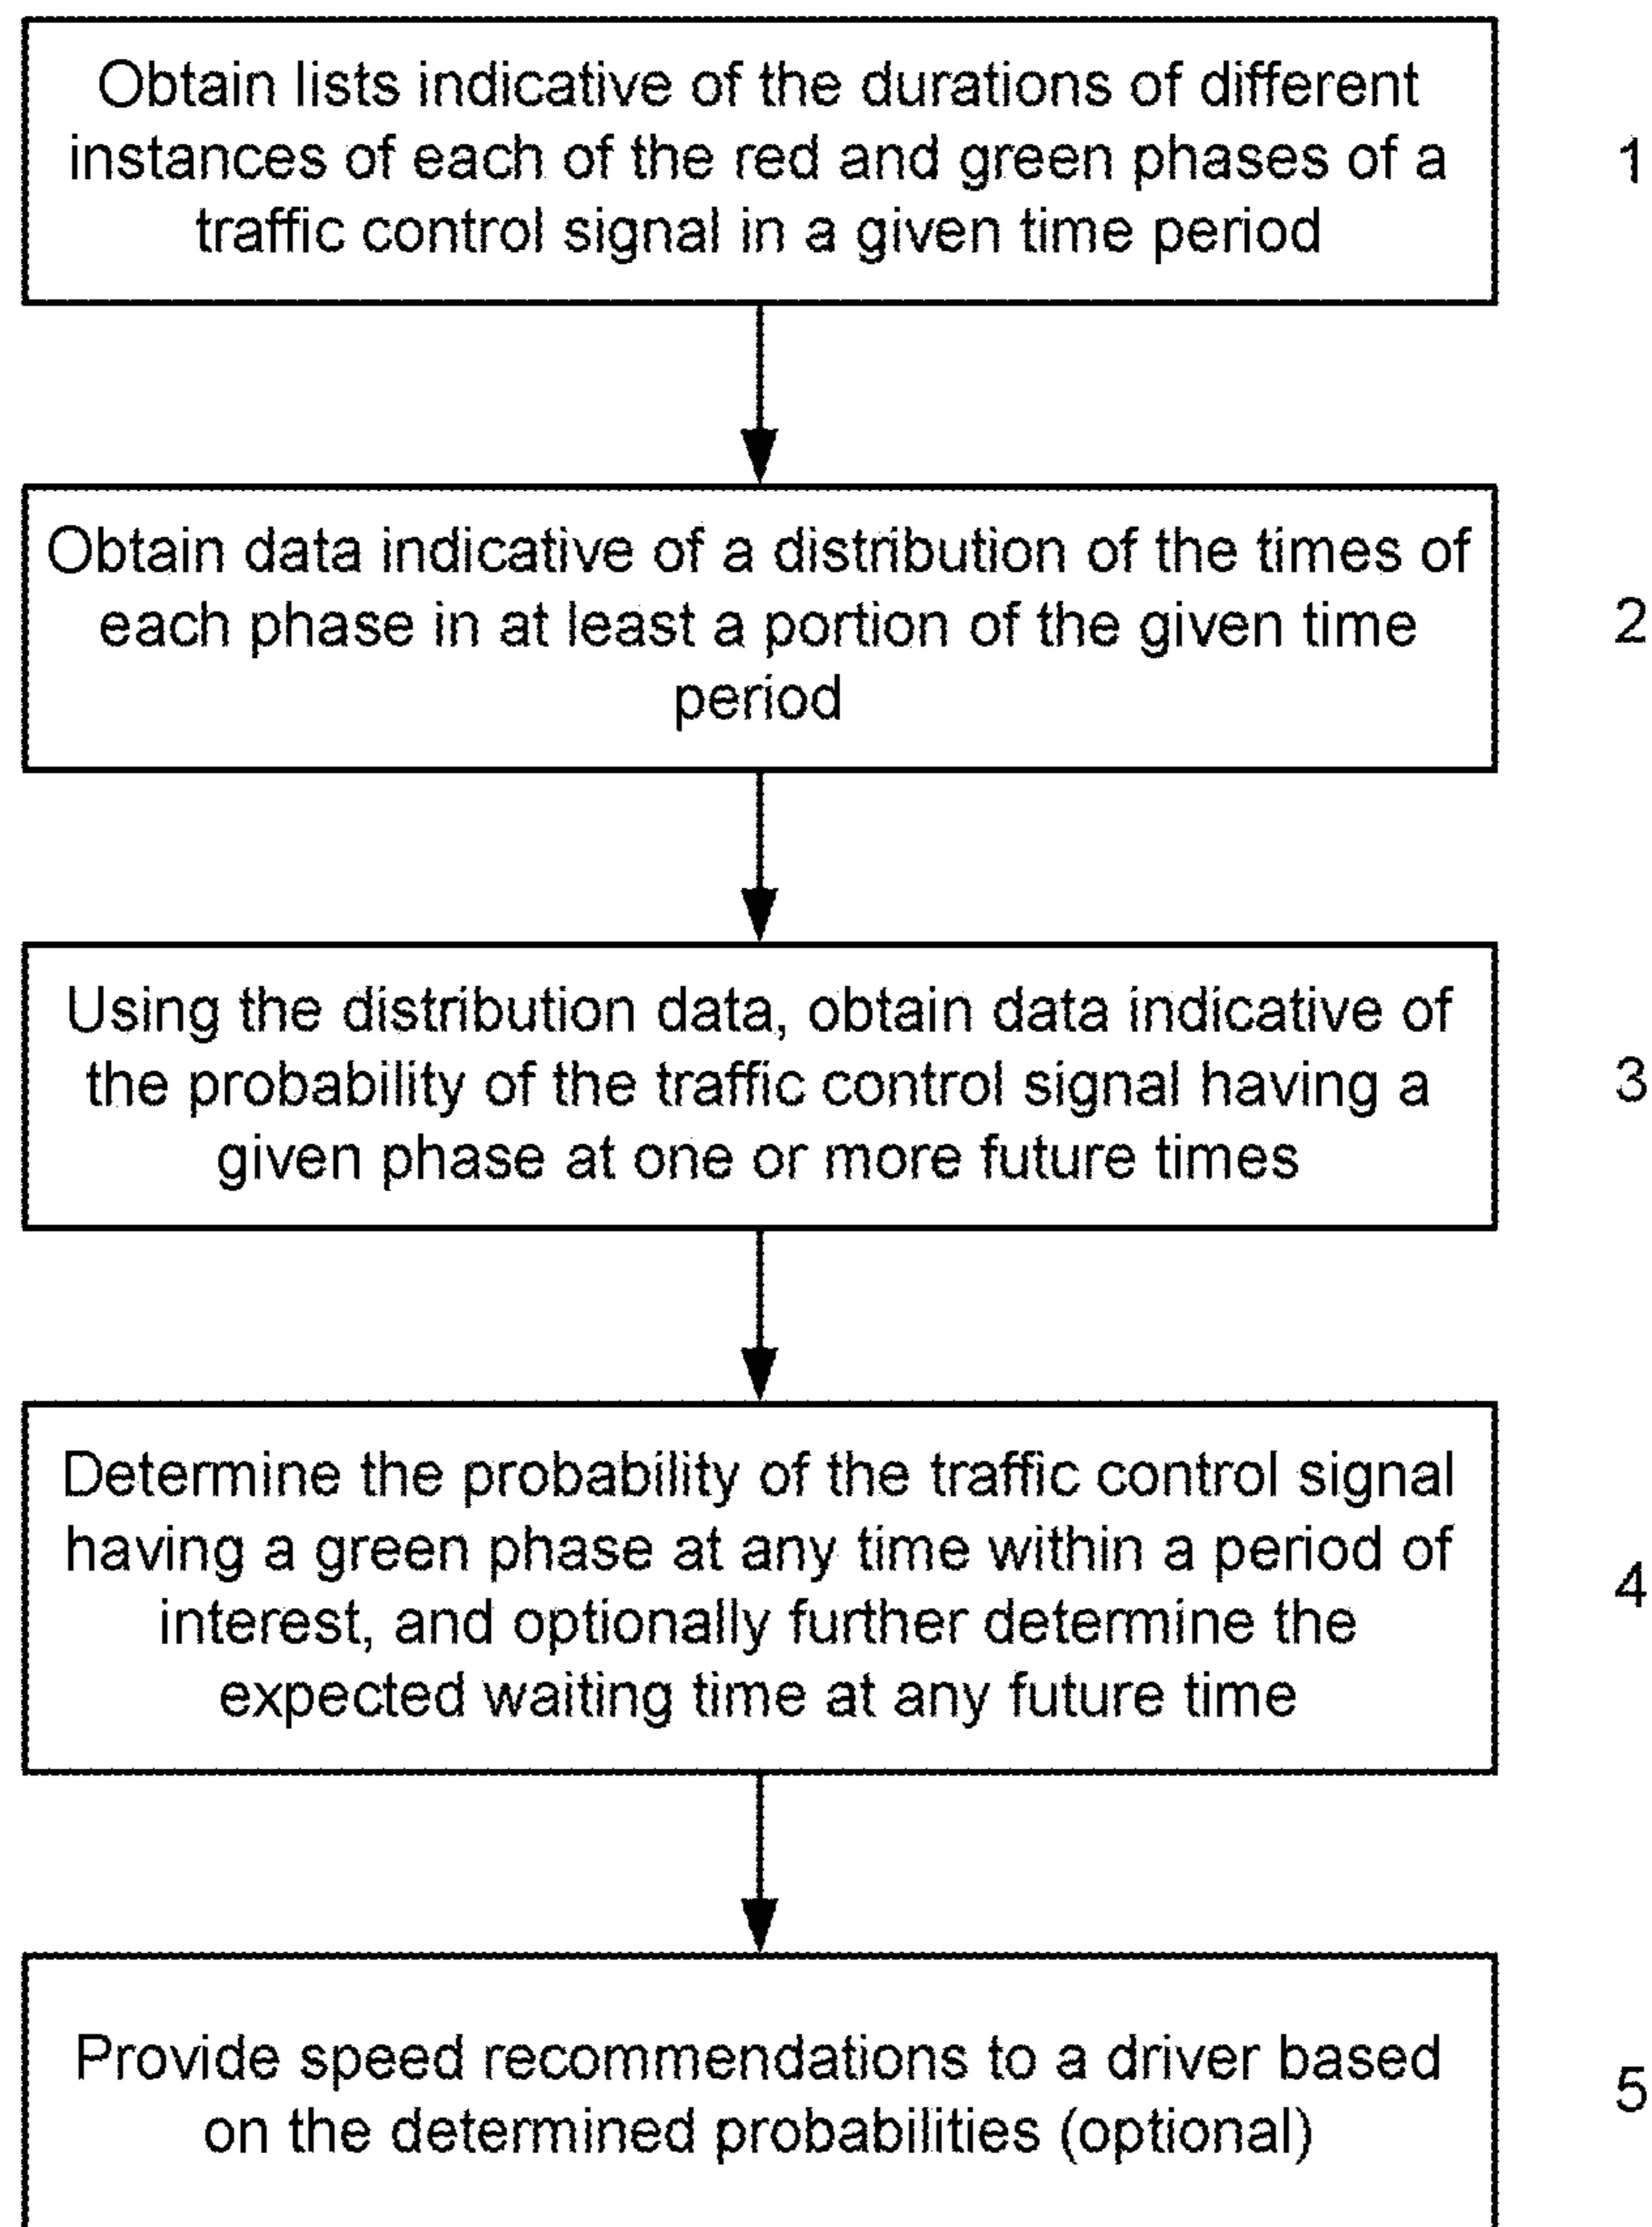 Obtain lists indicative of the durations of different
instances of each of the red and green phases of a
traffic control signal in a given time period
1
Obtain data indicative of a distribution of the times of
each phase in at least a portion of the given time
period
2
Using the distribution data, obtain data indicative of
the probability of the traffic control signal having a
given phase at one or more future times
3
Determine the probability of the traffic control signal
having a green phase at any time within a period of
interest, and optionally further determine the
expected waiting time at any future time
4
Provide speed recommendations to a driver based
on the determined probabilities (optional)
5